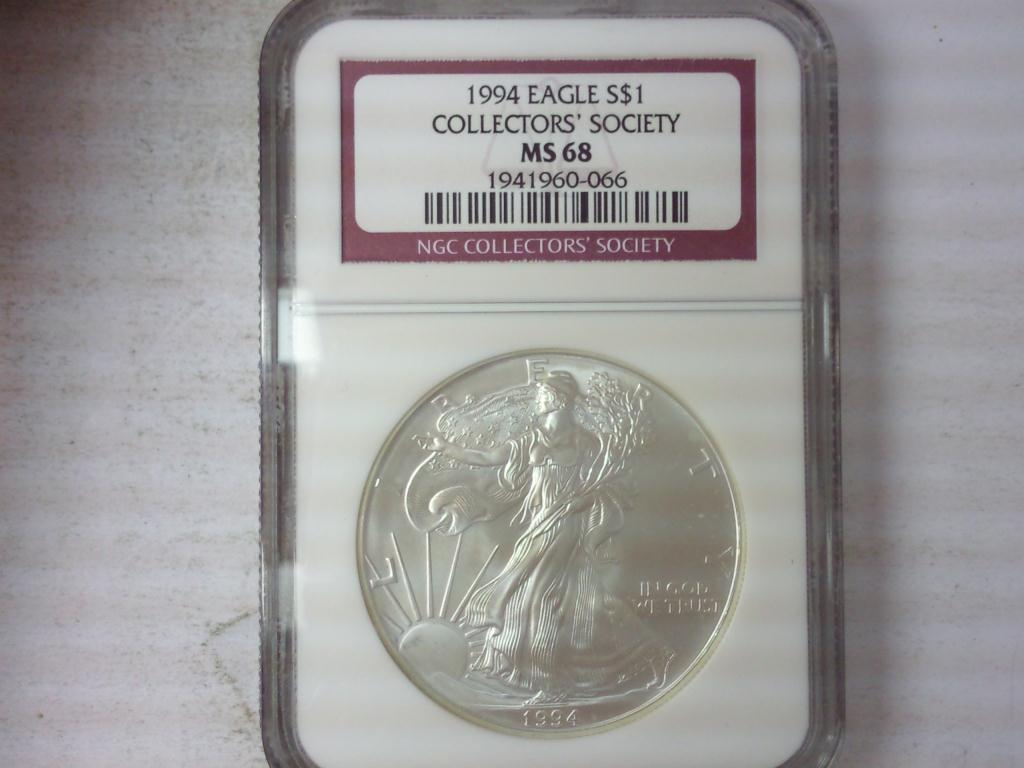 1994 EAGLE S$1
COLLECTORS' SOCIETY
MS 68
1941960-066
NGC COLLECTORS' SOCIETY
LIBERTY
IN GOD
WE TRUST
1994